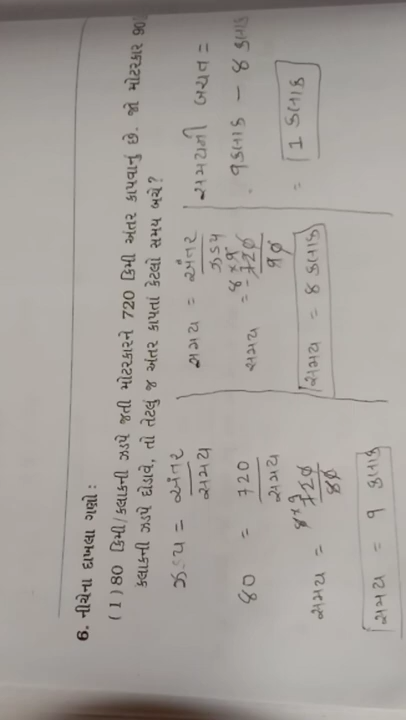 6. નીચેના દાખલા ગણો :
(1) 80 કિમી/કલાકની ઝડપે જતી મોટરકારને 720 કિમી અંતર કાપવાનું છે. જો મોટરકાર 90
કલાકની ઝડપે દોડાવે, તો તેટલું જ અંતર કાપતાં કેટલો સમય બચે?
ઝડપ = અંતર / સમય
80 = 720 / સમય
સમય = ૪×૧ 720 / 80
સમય = 9 કલાક
સમય = અંતર / ઝડપ
સમય = 720 / 90
સમય = 8 કલાક
સમયની બચત =
9 કલાક - 8 કલાક
= 1 કલાક